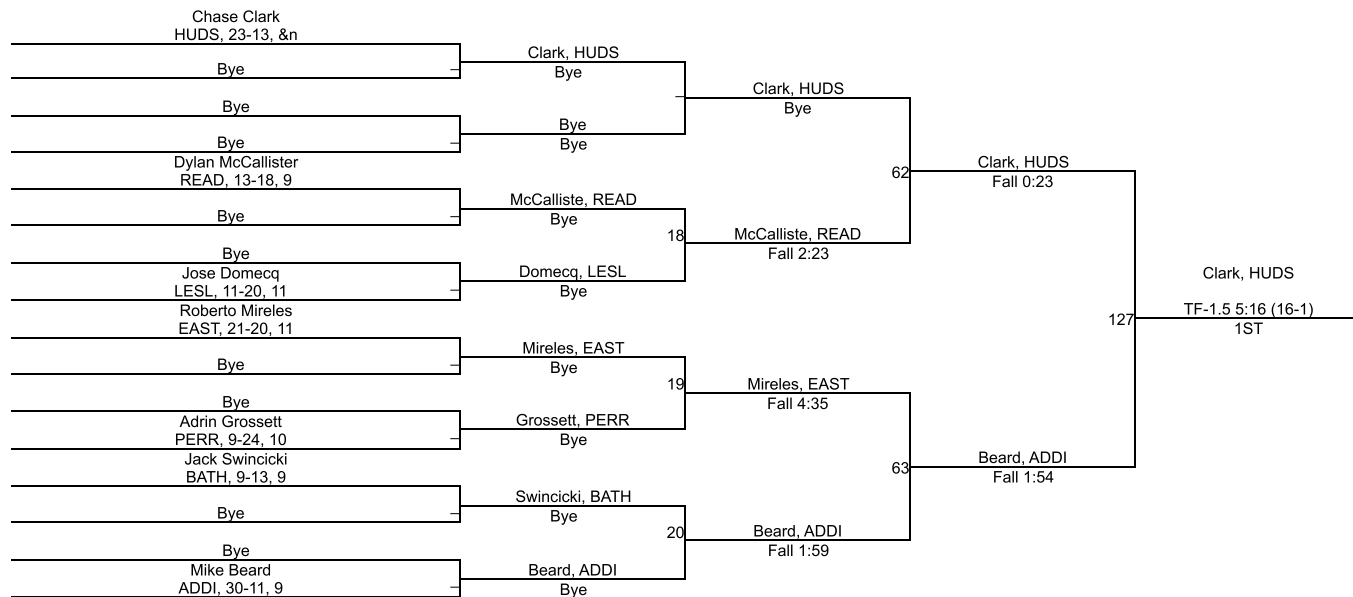 Chase Clark
HUDS, 23-13, &n
Bye
Bye
Bye
Dylan McCallister
READ, 13-18, 9
Bye
Bye
Jose Domecq
LESL, 11-20, 11
Roberto Mireles
EAST, 21-20, 11
Bye
Bye
Adrin Grossett
PERR, 9-24, 10
Jack Swincicki
BATH, 9-13, 9
Bye
Bye
Mike Beard
ADDI, 30-11, 9
Clark, HUDS
Bye
Bye
Bye
McCalliste, READ
Bye
18
Domecq, LESL
Bye
Mireles, EAST
Bye
19
Grossett, PERR
Bye
Swincicki, BATH
Bye
20
Beard, ADDI
Bye
Clark, HUDS
Bye
62
McCalliste, READ
Fall 2:23
Mireles, EAST
Fall 4:35
63
Beard, ADDI
Fall 1:59
Clark, HUDS
Fall 0:23
127
Beard, ADDI
Fall 1:54
Clark, HUDS
TF-1.5 5:16 (16-1)
1ST